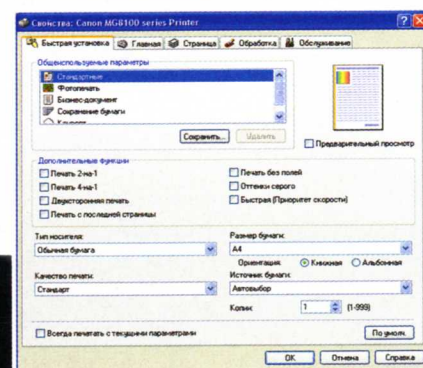 Свойства: Canon MG8100 series Printer
Быстрая установка Главная Страница Обработка Обслуживание
Общеиспользуемые параметры
Стандартные
Фотопечать
Бизнес-документ
Сохранение бумаги
Конверт
Сохранить... Удалить
Предварительный просмотр
Дополнительные функции
Печать 2-на-1
Печать без полей
Печать 4-на-1
Оттенки серого
Двухсторонняя печать
Быстрая (Приоритет скорости)
Печать с последней страницы
Тип носителя:
Размер бумаги:
Обычная бумага
A4
Ориентация: Книжная Альбомная
Качество печати:
Источник бумаги:
Стандарт
Автовыбор
Копии: 1 (1-999)
Всегда печатать с текущими параметрами
По умолч.
OK Отмена Справка